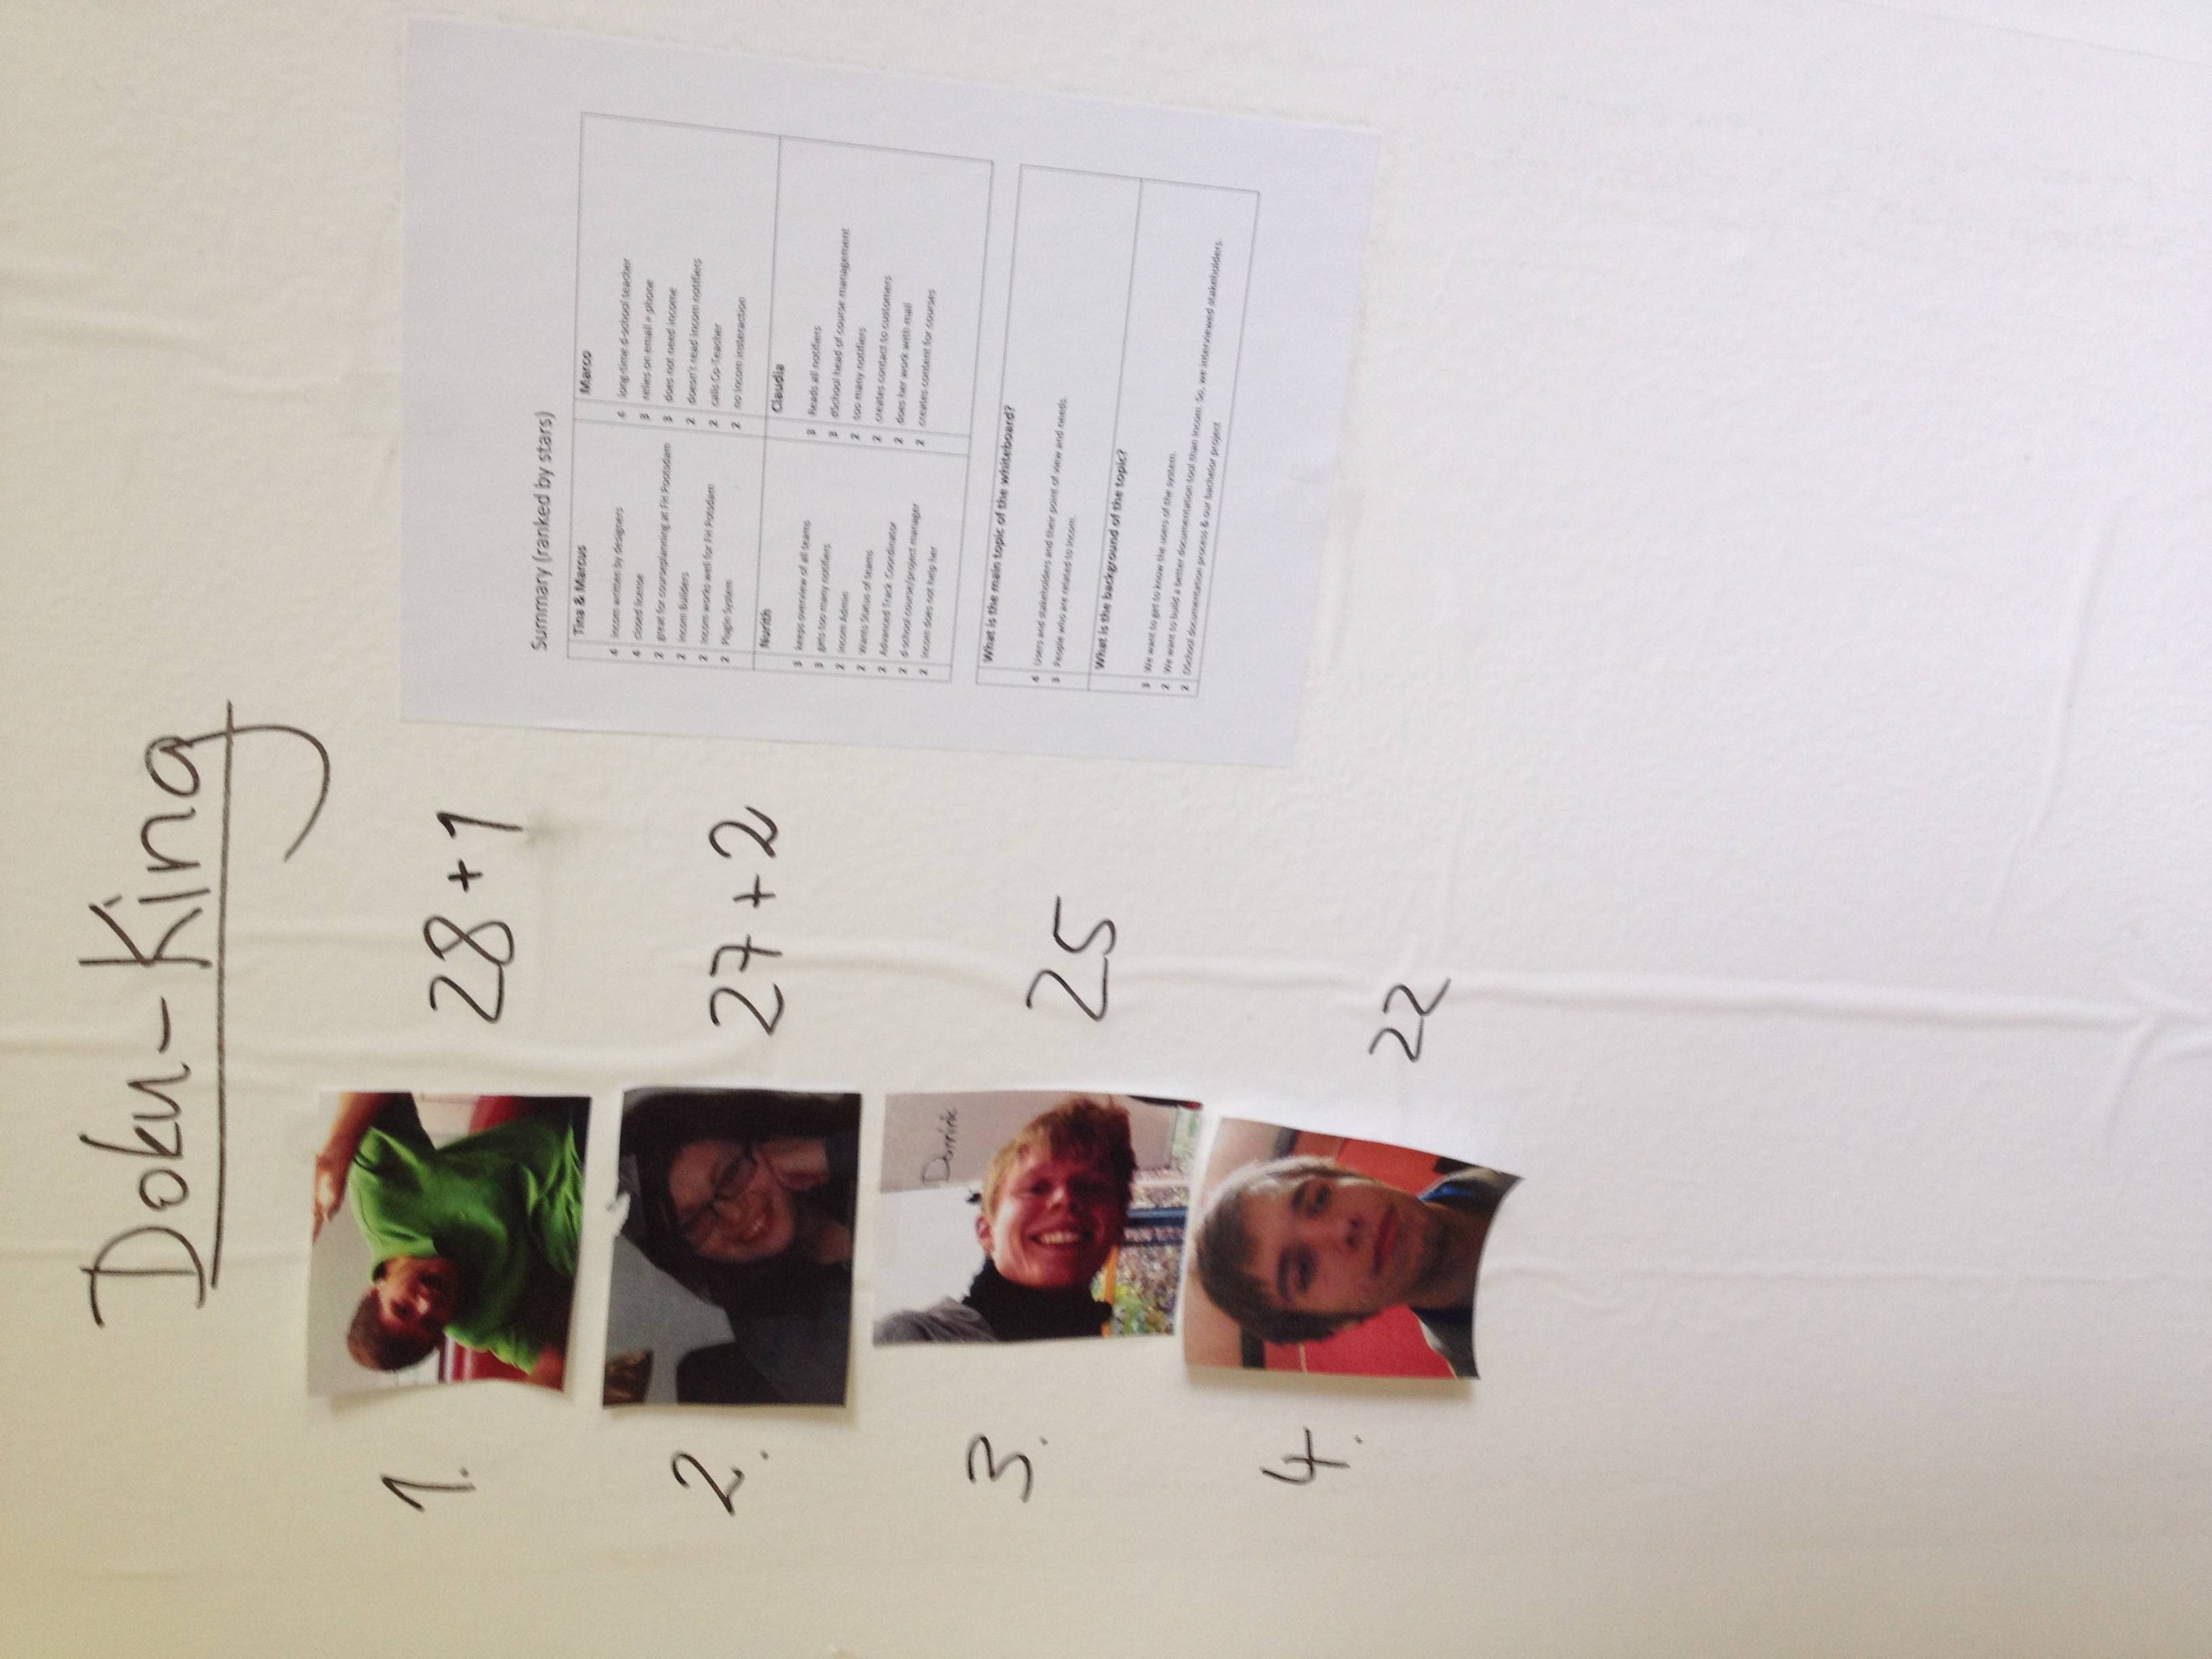 Doku-King
1.
28+1
2.
27+2
3.
Dominic
25
4.
22
Summary (ranked by stars)
Tina & Marcus
4 Incom written by designers
4 closed license
2 great for courseplanning at FH Pootsdam
2 Incom Builders
2 Incom works well for FH Potsdam
2 Plugin System
Marco
4 long-time d-school teacher
3 relies on email + phone
3 does not need income
2 doesn't read incom notifiers
2 calls Co-Teacher
2 no incom insteraction
Nurith
3 keeps overview of all teams
3 gets too many notifiers
2 Incom Admin
2 Wants Status of teams
2 Advanced Track Coordinator
2 d-school course/project manager
2 Incom does not help her
Claudia
3 Reads all notifiers
3 dSchool head of course management
2 too many notifiers
2 creates contact to customers
2 does her work with mail
2 creates content for courses
What is the main topic of the whiteboard?
4 Users and stakeholders and their point of view and needs.
3 People who are related to Incom.
What is the background of the topic?
3 We want to get to know the users of the system.
2 We want to build a better documentation tool than Incom. So, we interviewed stakeholders.
2 DSchool documentation process & our bachelor project